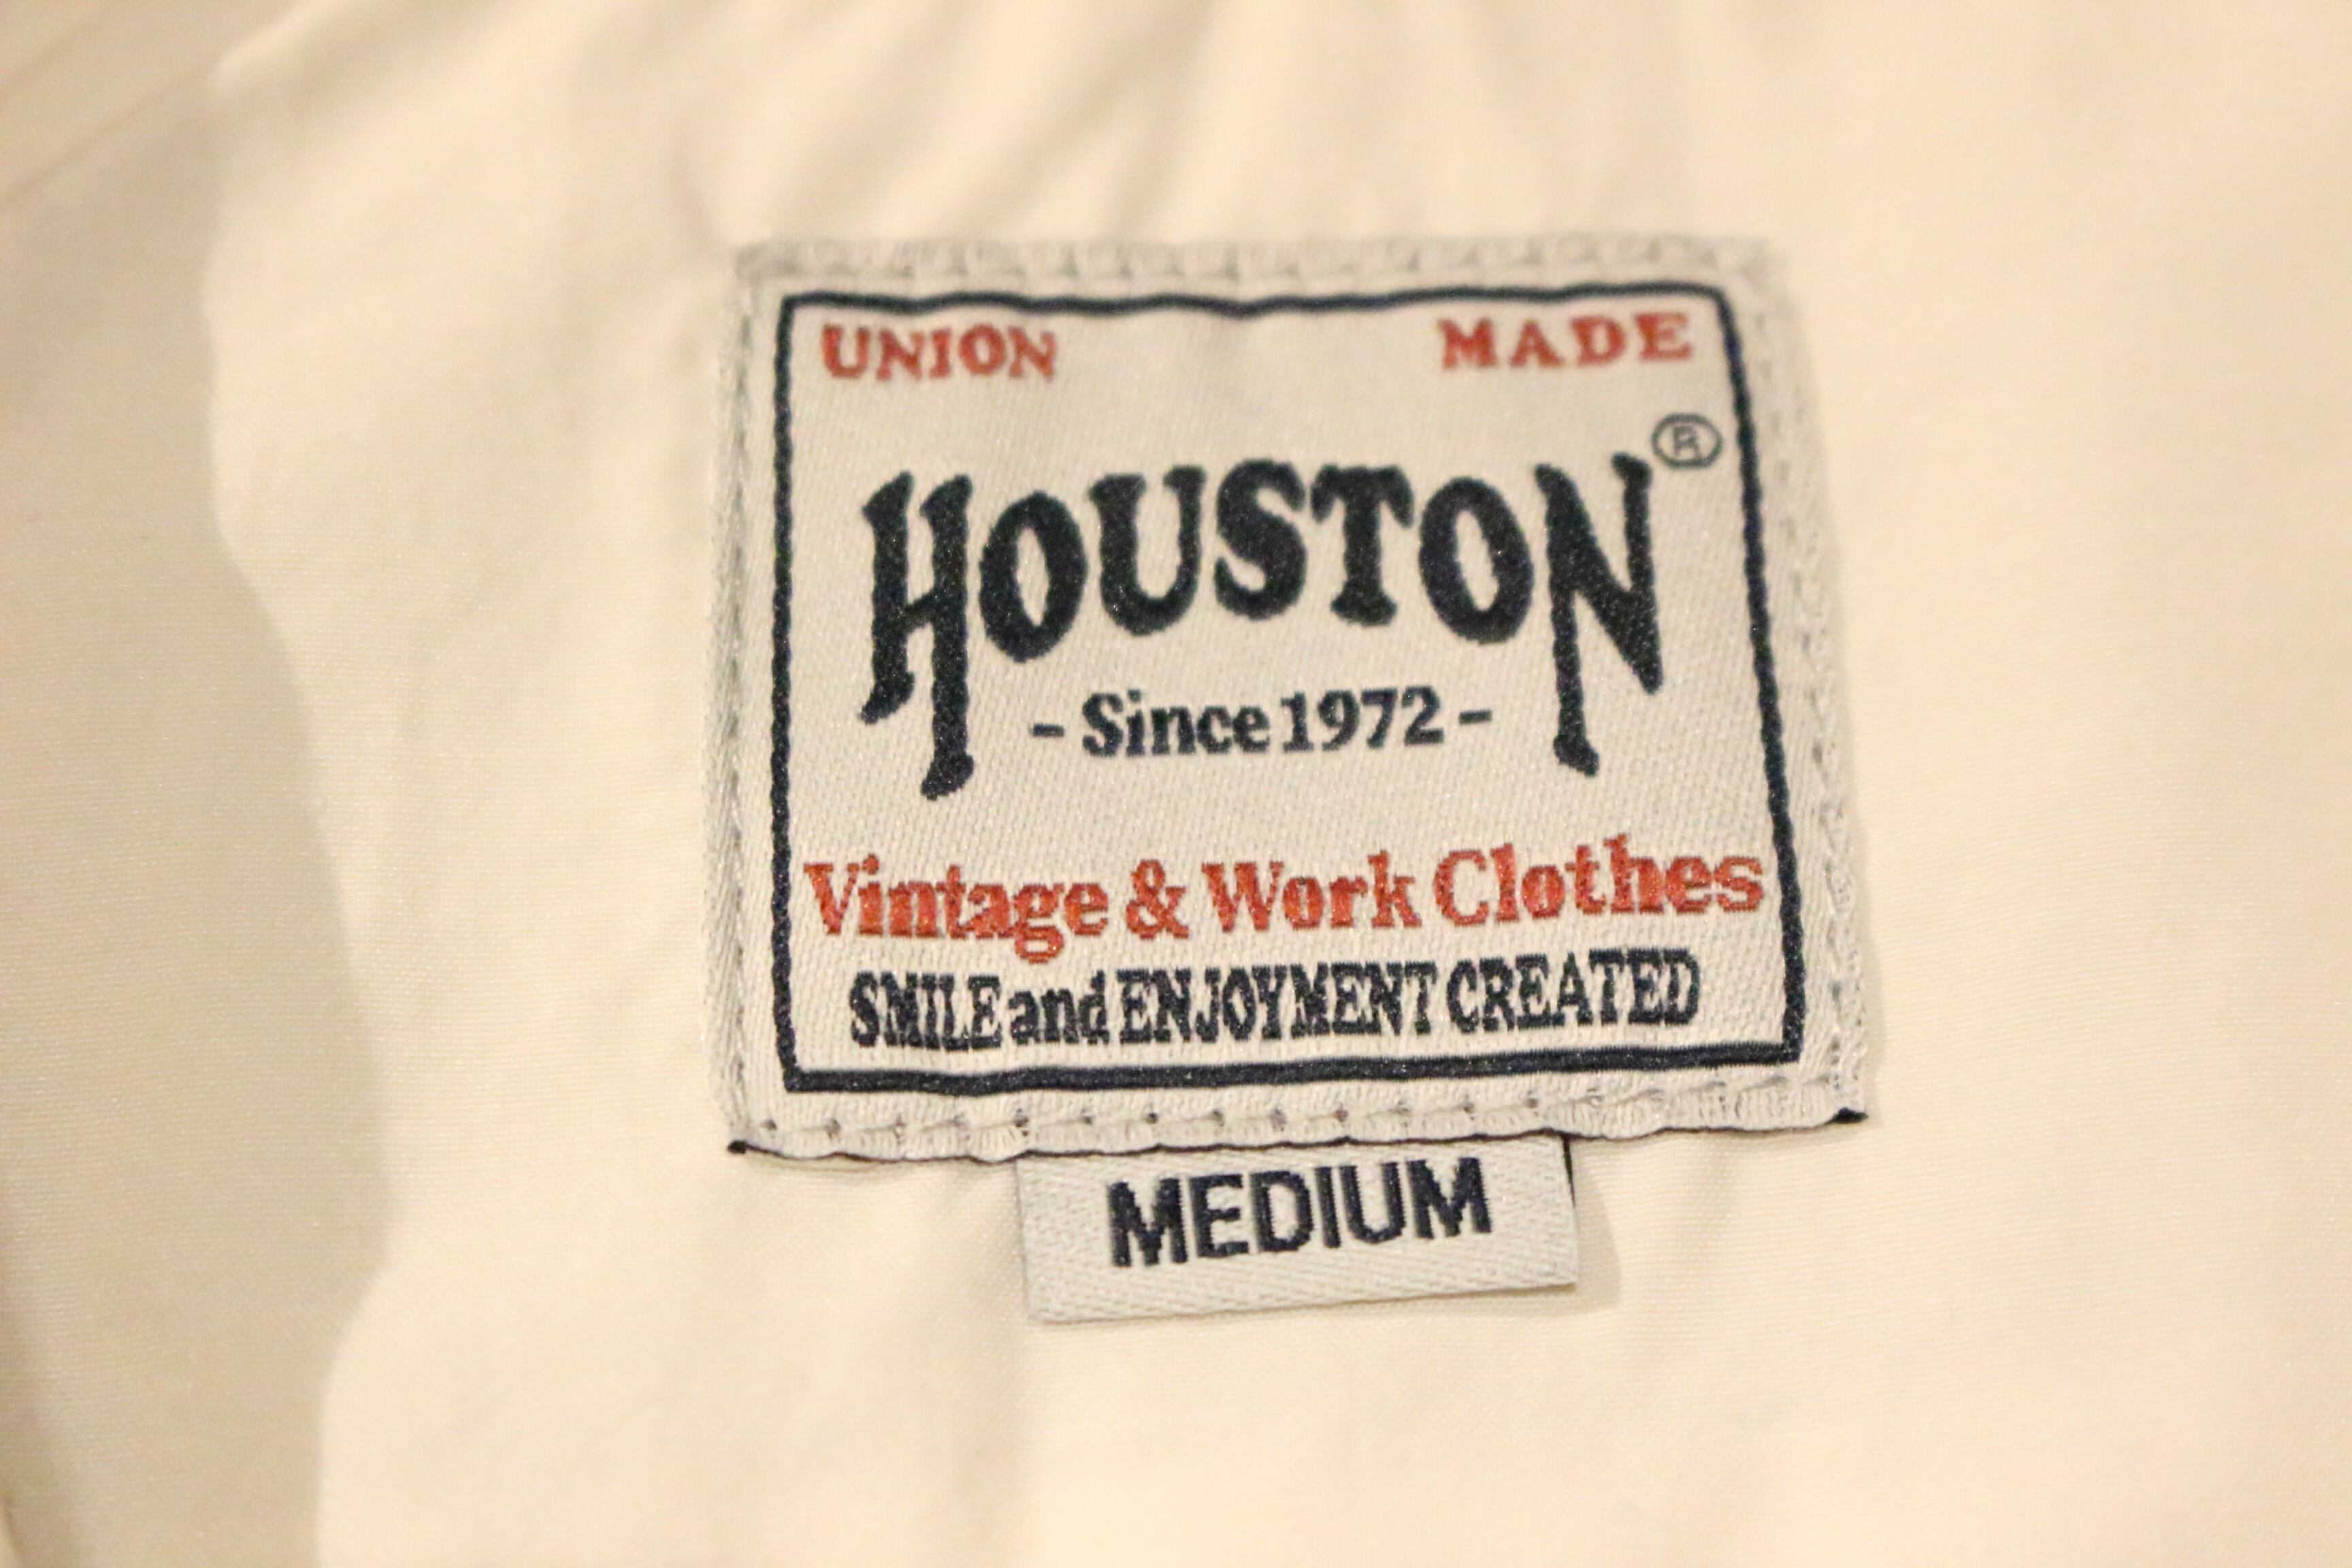 UNION MADE
HOUSTON ®
- Since 1972 -
Vintage & Work Clothes
SMILE and ENJOYMENT CREATED
MEDIUM